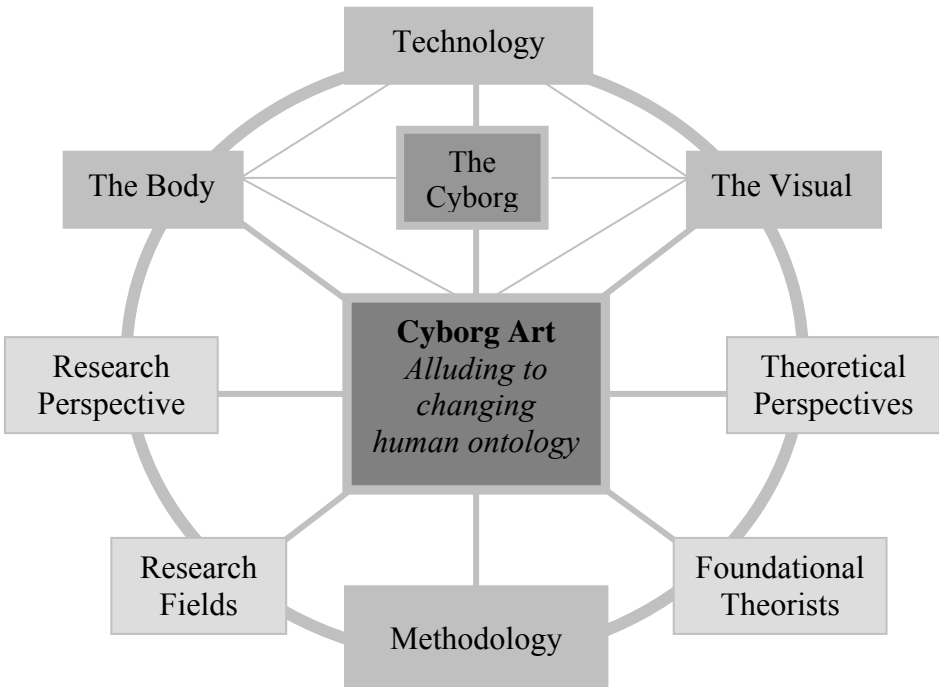 Technology
The
Cyborg
The Body
The Visual
Cyborg Art
Alluding to
changing
human ontology
Research
Perspective
Theoretical
Perspectives
Research
Fields
Foundational
Theorists
Methodology